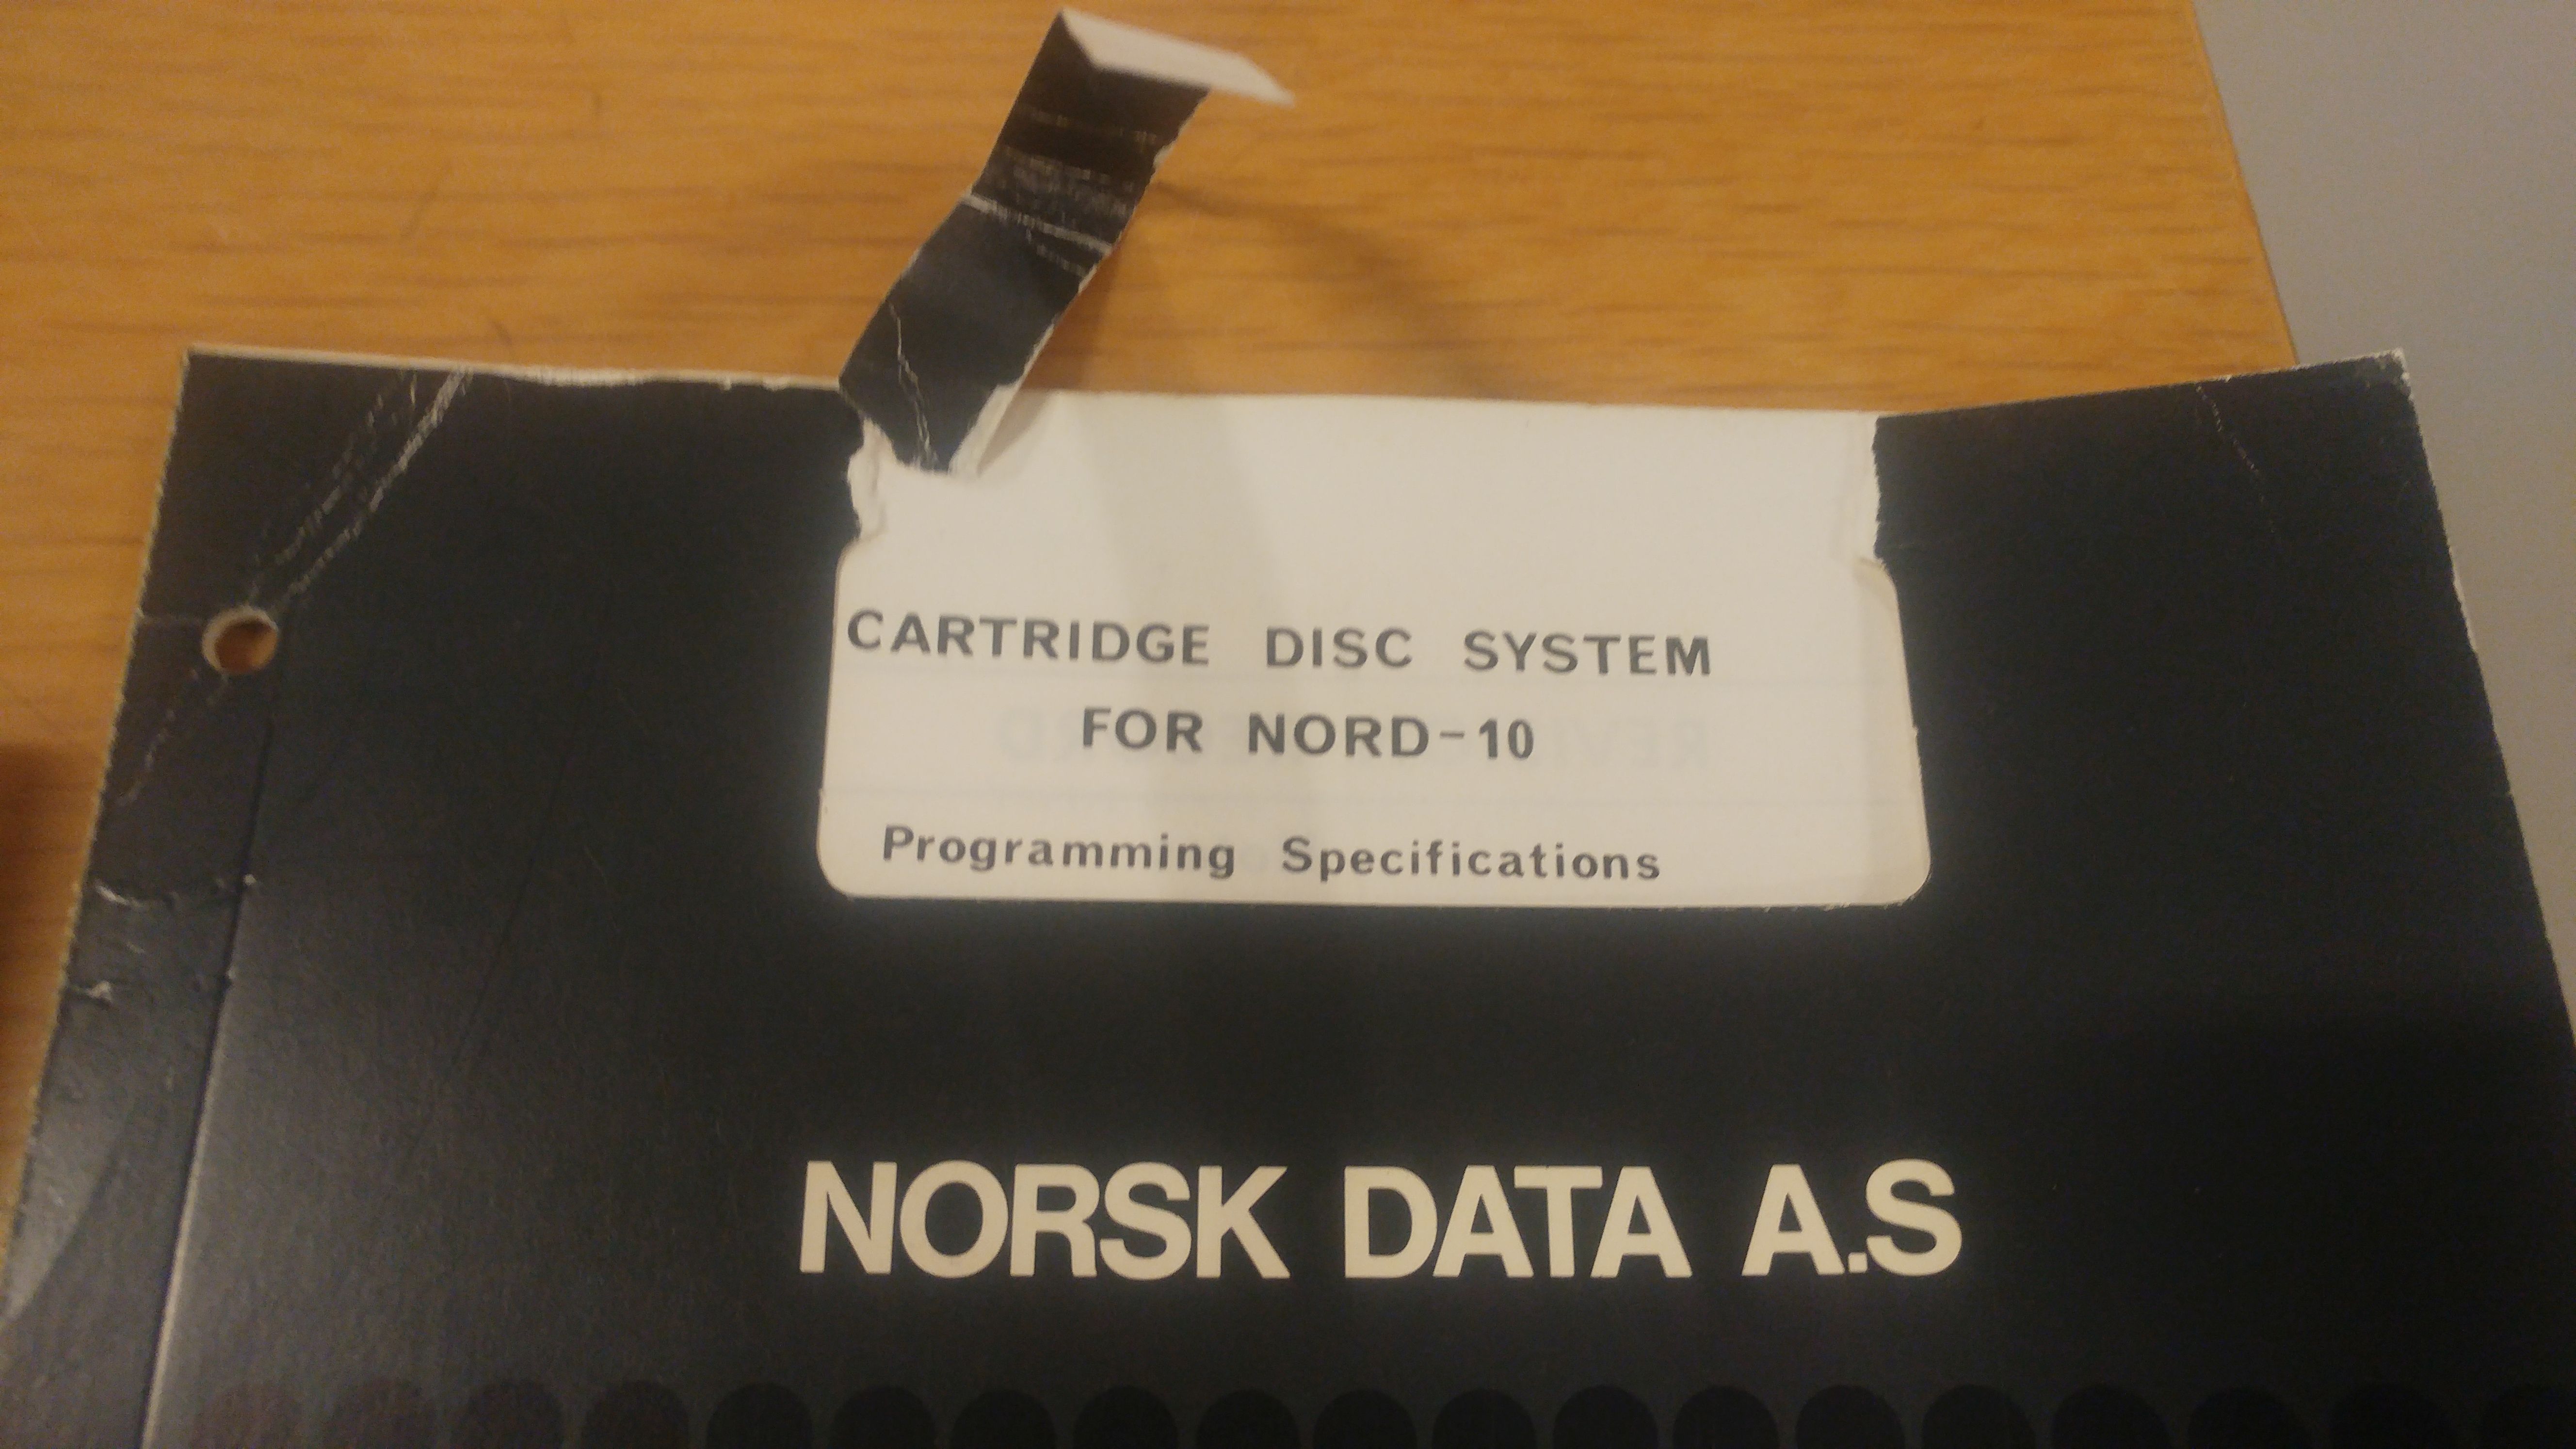 CARTRIDGE DISC SYSTEM
FOR NORD-10
Programming Specifications
NORSK DATA A.S